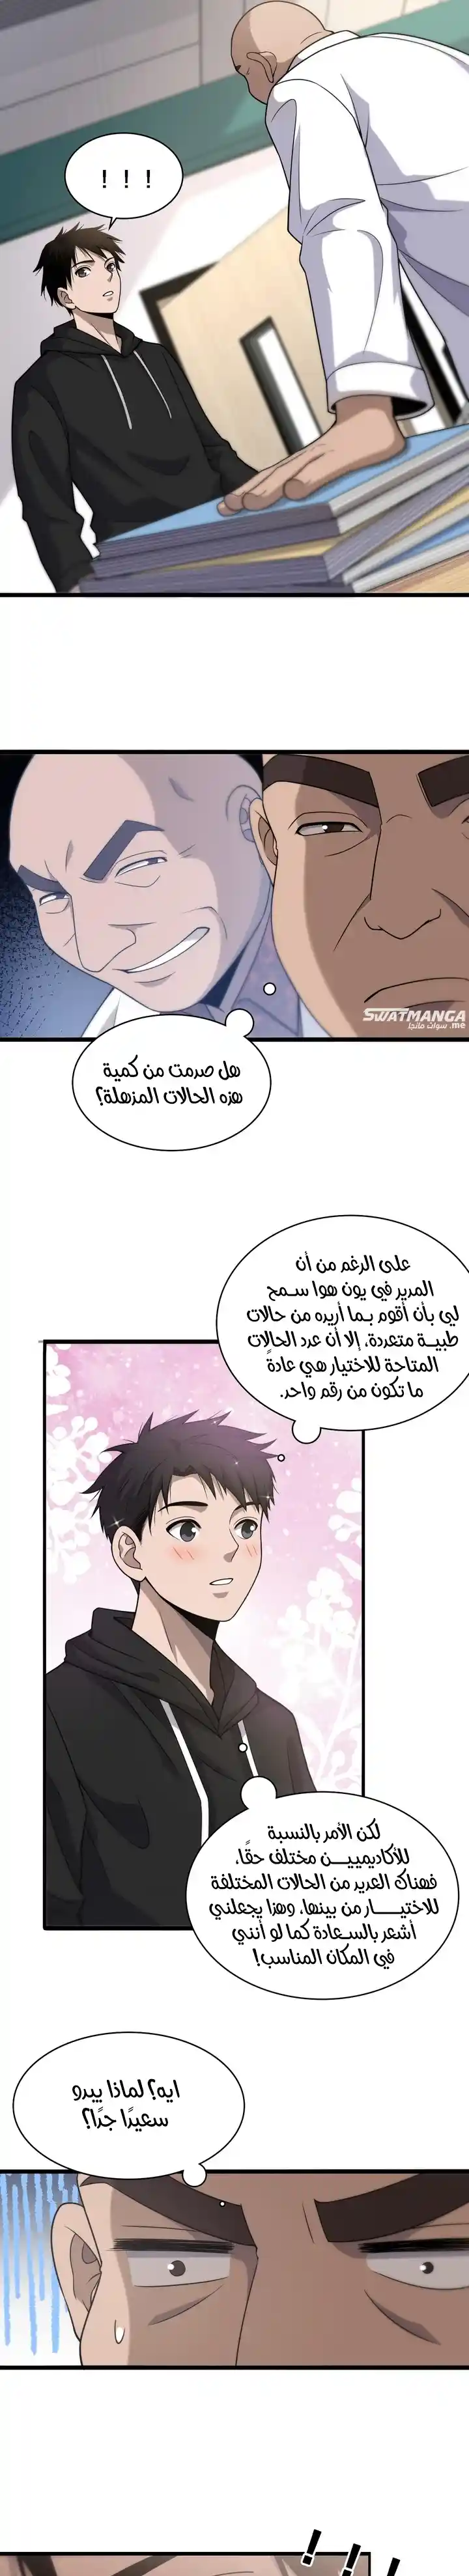 ! ! !
SWATMANGA
.me سوات مانجا
هل صدمت من كمية
هذه الحالات المذهلة؟
على الرغم من أن
المدير في يون هوا سمح
لي بأن أقوم بما أريده من حالات
طبية متعددة، إلا أن عدد الحالات
المتاحة للاختيار هي عادةً
ما تكون من رقم واحد.
لكن الأمر بالنسبة
للأكاديميين مختلف حقًا،
فهناك العديد من الحالات المختلفة
للاختيار من بينها، وهذا يجعلني
أشعر بالسعادة كما لو أنني
في المكان المناسب!
ايه؟ لماذا يبدو
سعيدًا جدًا؟
! ! !